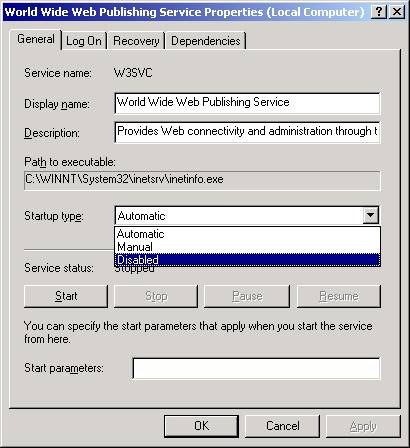 World Wide Web Publishing Service Properties (Local Computer)
General Log On Recovery Dependencies
Service name: W3SVC
Display name: World Wide Web Publishing Service
Description: Provides Web connectivity and administration through t
Path to executable:
C:\WINNT\System32\inetsrv\inetinfo.exe
Startup type: Automatic
Automatic
Manual
Disabled
Service status: Stopped
Start Stop Pause Resume
You can specify the start parameters that apply when you start the service
from here.
Start parameters:
OK Cancel Apply